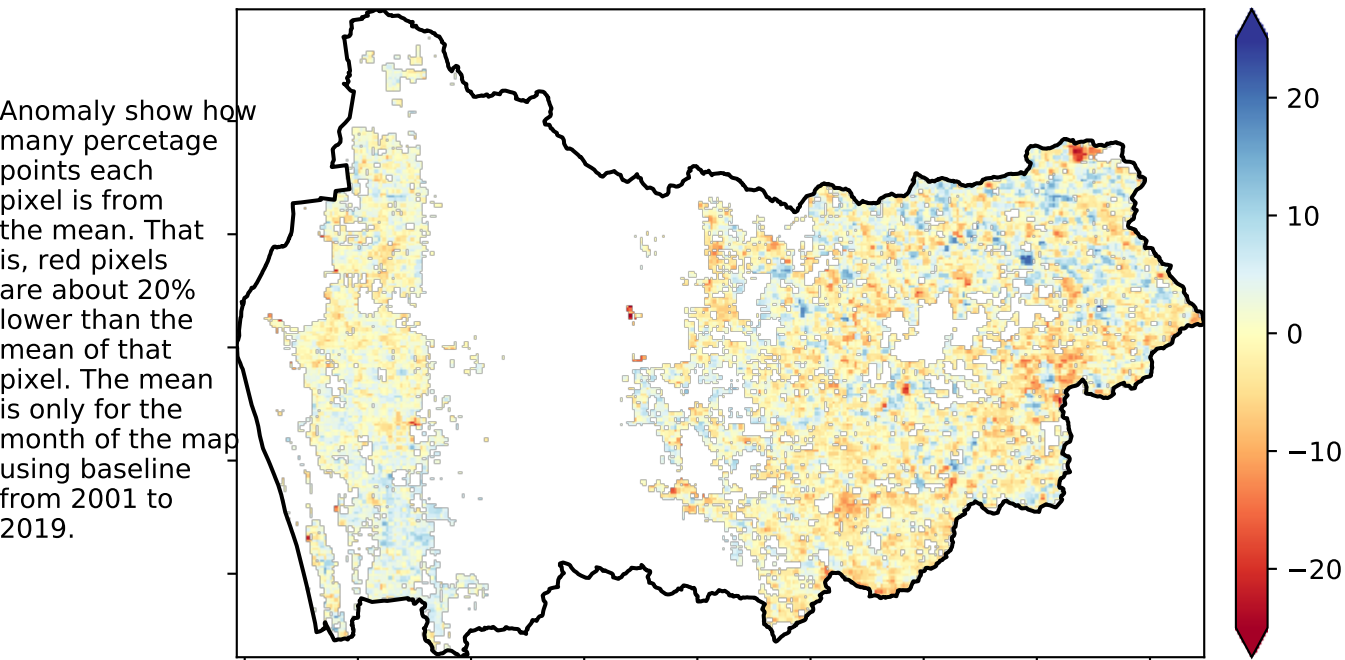 Anomaly show how
many percetage
points each
pixel is from
the mean. That
is, red pixels
are about 20%
lower than the
mean of that
pixel. The mean
is only for the
month of the map
using baseline
from 2001 to
2019.
20
10
0
−10
−20